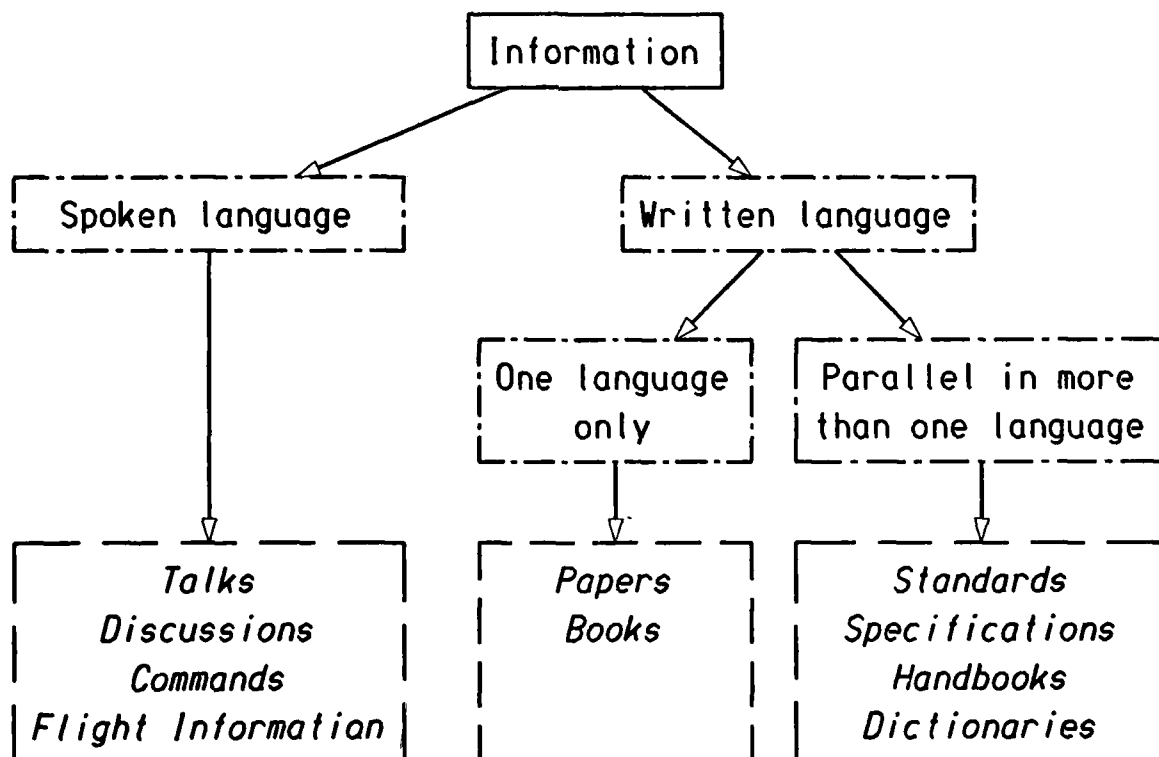 Information
Spoken language
Written language
One language
only
Parallel in more
than one language
Talks
Discussions
Commands
Flight Information
Papers
Books
Standards
Specifications
Handbooks
Dictionaries